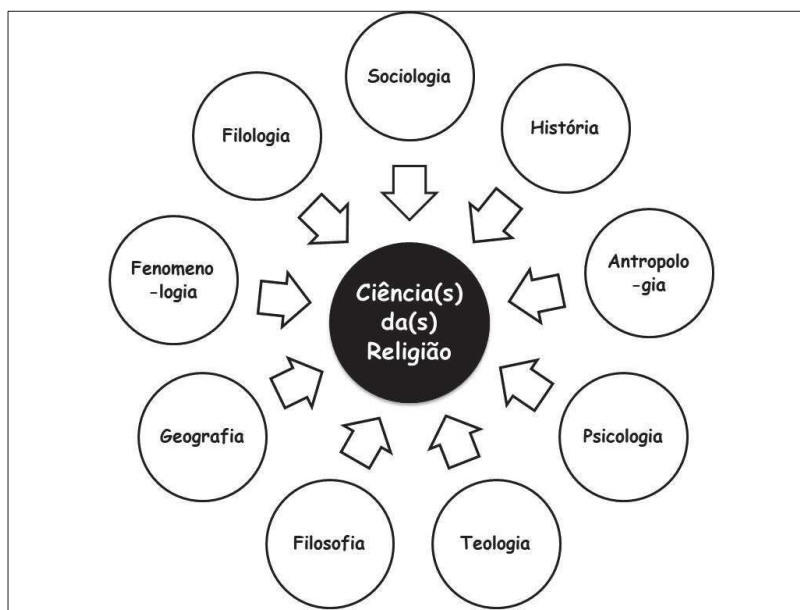 Sociologia
Filologia
História
Fenomeno
-logia
Antropolo
-gia
Ciência(s)
da(s)
Religião
Geografia
Psicologia
Filosofia
Teologia